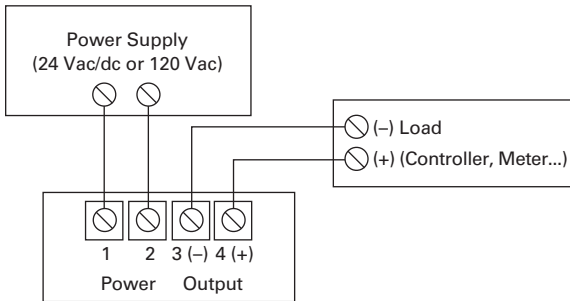 Power Supply
(24 Vac/dc or 120 Vac)
(–) Load
(+) (Controller, Meter...)
1 2 3 (–) 4 (+)
Power Output